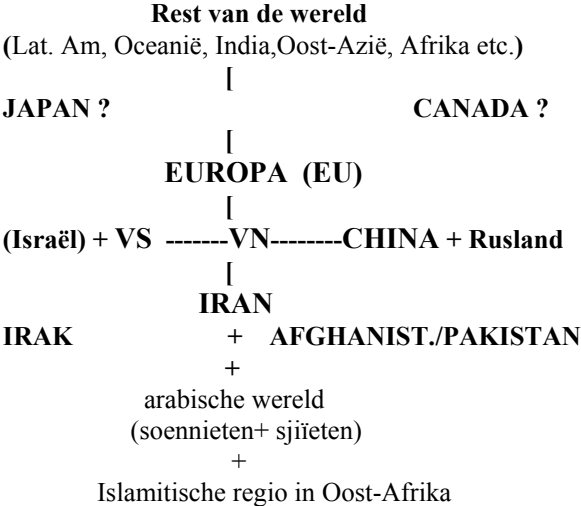 Rest van de wereld
(Lat. Am, Oceanië, India,Oost-Azië, Afrika etc.)
[
JAPAN ? CANADA ?
[
EUROPA (EU)
[
(Israël) + VS -------VN--------CHINA + Rusland
[
IRAN
IRAK + AFGHANIST./PAKISTAN
+
arabische wereld
(soennieten+ sjiïeten)
+
Islamitische regio in Oost-Afrika